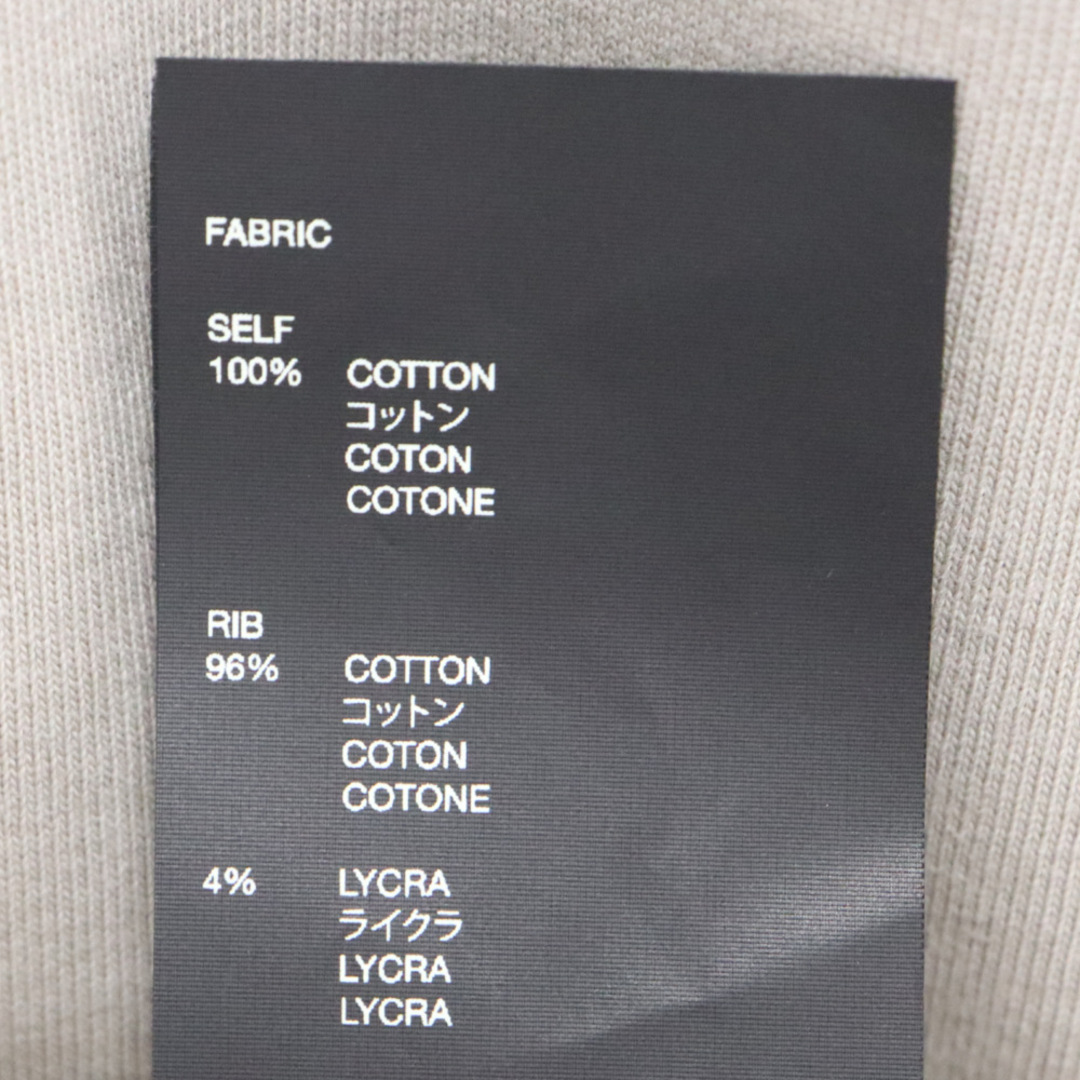 FABRIC
SELF
100% COTTON
コットン
COTON
COTONE
RIB
96% COTTON
コットン
COTON
COTONE
4% LYCRA
ライクラ
LYCRA
LYCRA